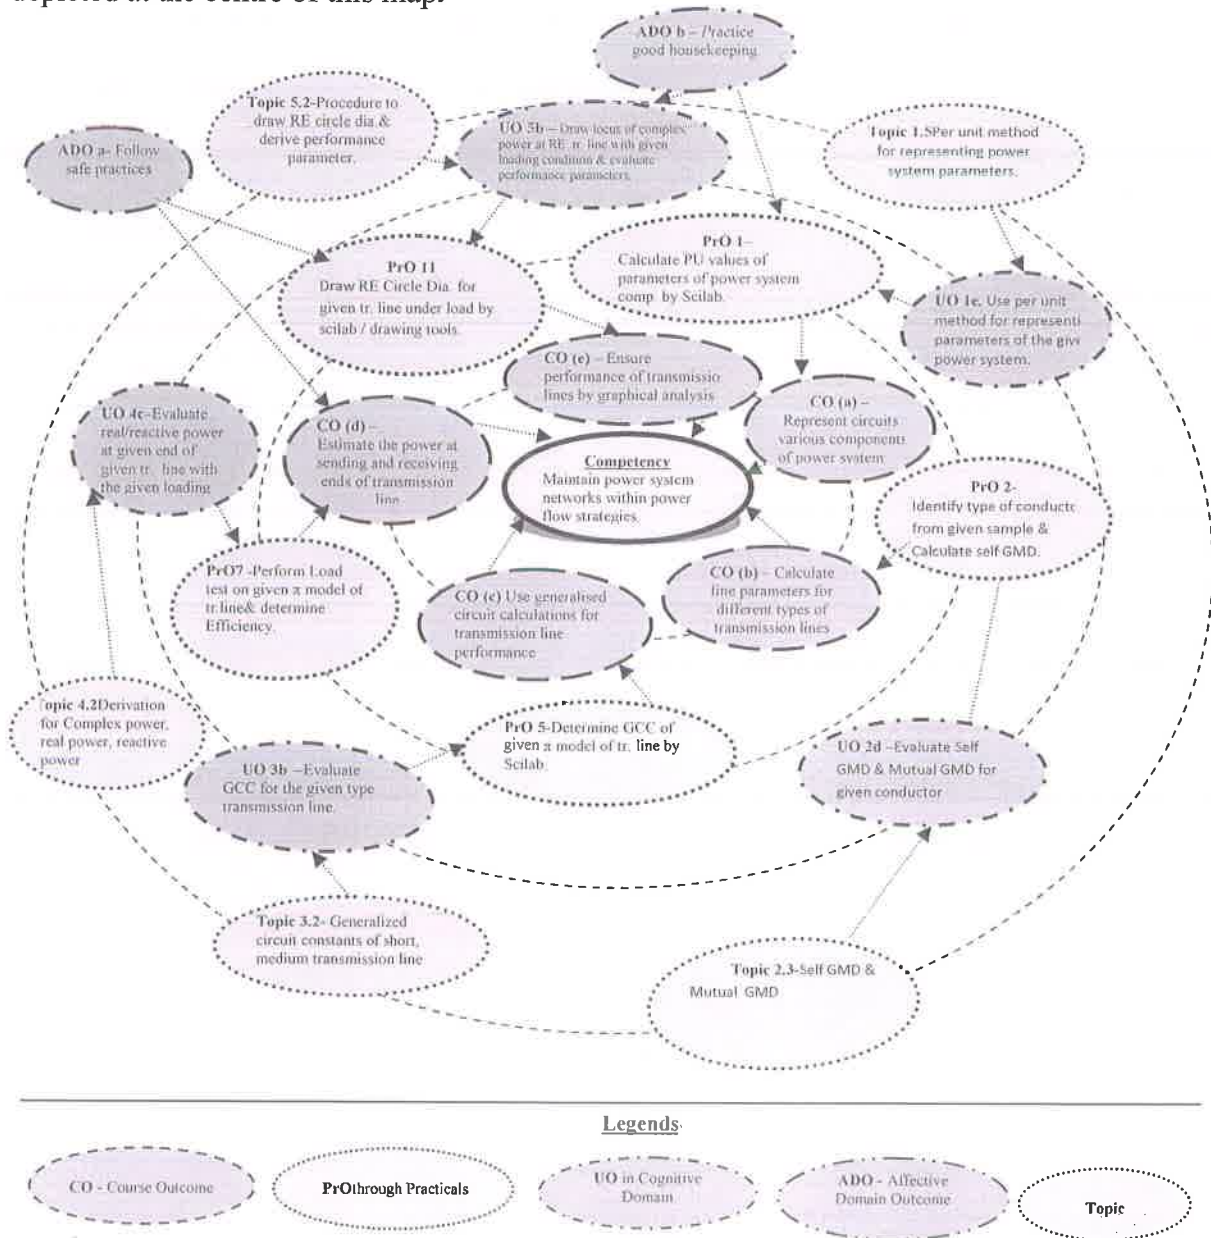 depicted at the centre of this map.
ADO b – Practice
good housekeeping
Topic 5.2-Procedure to
draw RE circle dia &
derive performance
parameter.
UO 5b – Draw locus of complex
power at RE tr. line with given
loading condition & evaluate
performance parameters.
Topic 1.5Per unit method
for representing power
system parameters.
ADO a- Follow
safe practices
PrO 11
Draw RE Circle Dia. for
given tr. line under load by
scilab / drawing tools.
PrO 1–
Calculate PU values of
parameters of power system
comp. by Scilab.
UO 1e. Use per unit
method for representi
parameters of the give
power system.
CO (e) – Ensure
performance of transmissio
lines by graphical analysis
CO (a) –
Represent circuits
various components
of power system
UO 4c-Evaluate
real/reactive power
at given end of
given tr. line with
the given loading
CO (d) –
Estimate the power at
sending and receiving
ends of transmission
line
Competency
Maintain power system
networks within power
flow strategies.
PrO 2-
Identify type of conductc
from given sample &
Calculate self GMD.
PrO7 -Perform Load
test on given π model of
tr.line& determine
Efficiency.
CO (c) Use generalised
circuit calculations for
transmission line
performance
CO (b) – Calculate
line parameters for
different types of
transmission lines
Topic 4.2Derivation
for Complex power,
real power, reactive
power
UO 3b –Evaluate
GCC for the given type
transmission line.
PrO 5-Determine GCC of
given π model of tr. line by
Scilab.
UO 2d –Evaluate Self
GMD & Mutual GMD for
given conductor
Topic 3.2- Generalized
circuit constants of short,
medium transmission line
Topic 2.3-Self GMD &
Mutual GMD
Legends
CO - Course Outcome
PrOthrough Practicals
UO in Cognitive
Domain
ADO - Affective
Domain Outcome
Topic